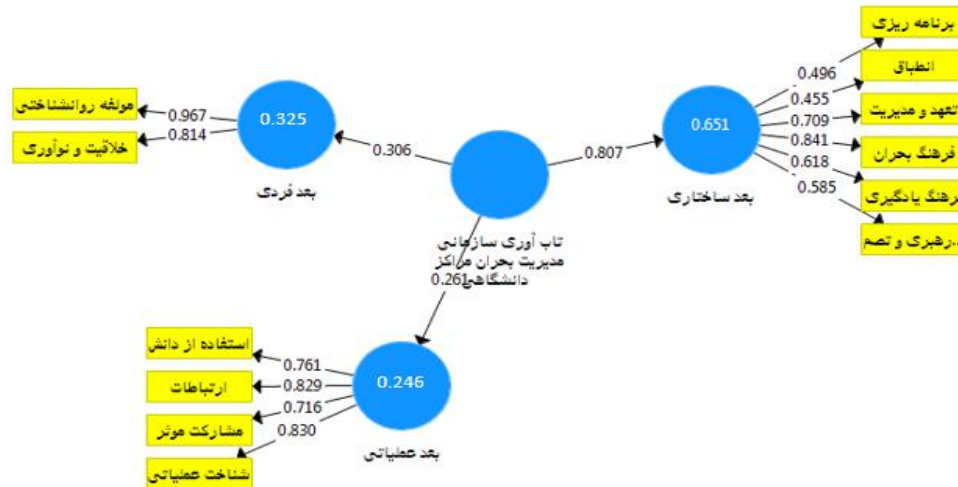 برنامه ریزی
0.496
انطباق
0.455
تعهد و مدیریت
0.709
فرهنگ بحران
0.841
فرهنگ یادگیری
0.618
رهبری و تصم..
0.585
0.651
بعد ساختاری
0.807
مولفه روانشناختی
0.967
خلاقیت و نوآوری
0.814
0.325
بعد فردی
0.306
تاب آوری سازمانی
مدیریت بحران مراکز
دانشگاهی
0.261
استفاده از دانش
0.761
ارتباطات
0.829
مشارکت موثر
0.716
شناخت عملیاتی
0.830
0.246
بعد عملیاتی